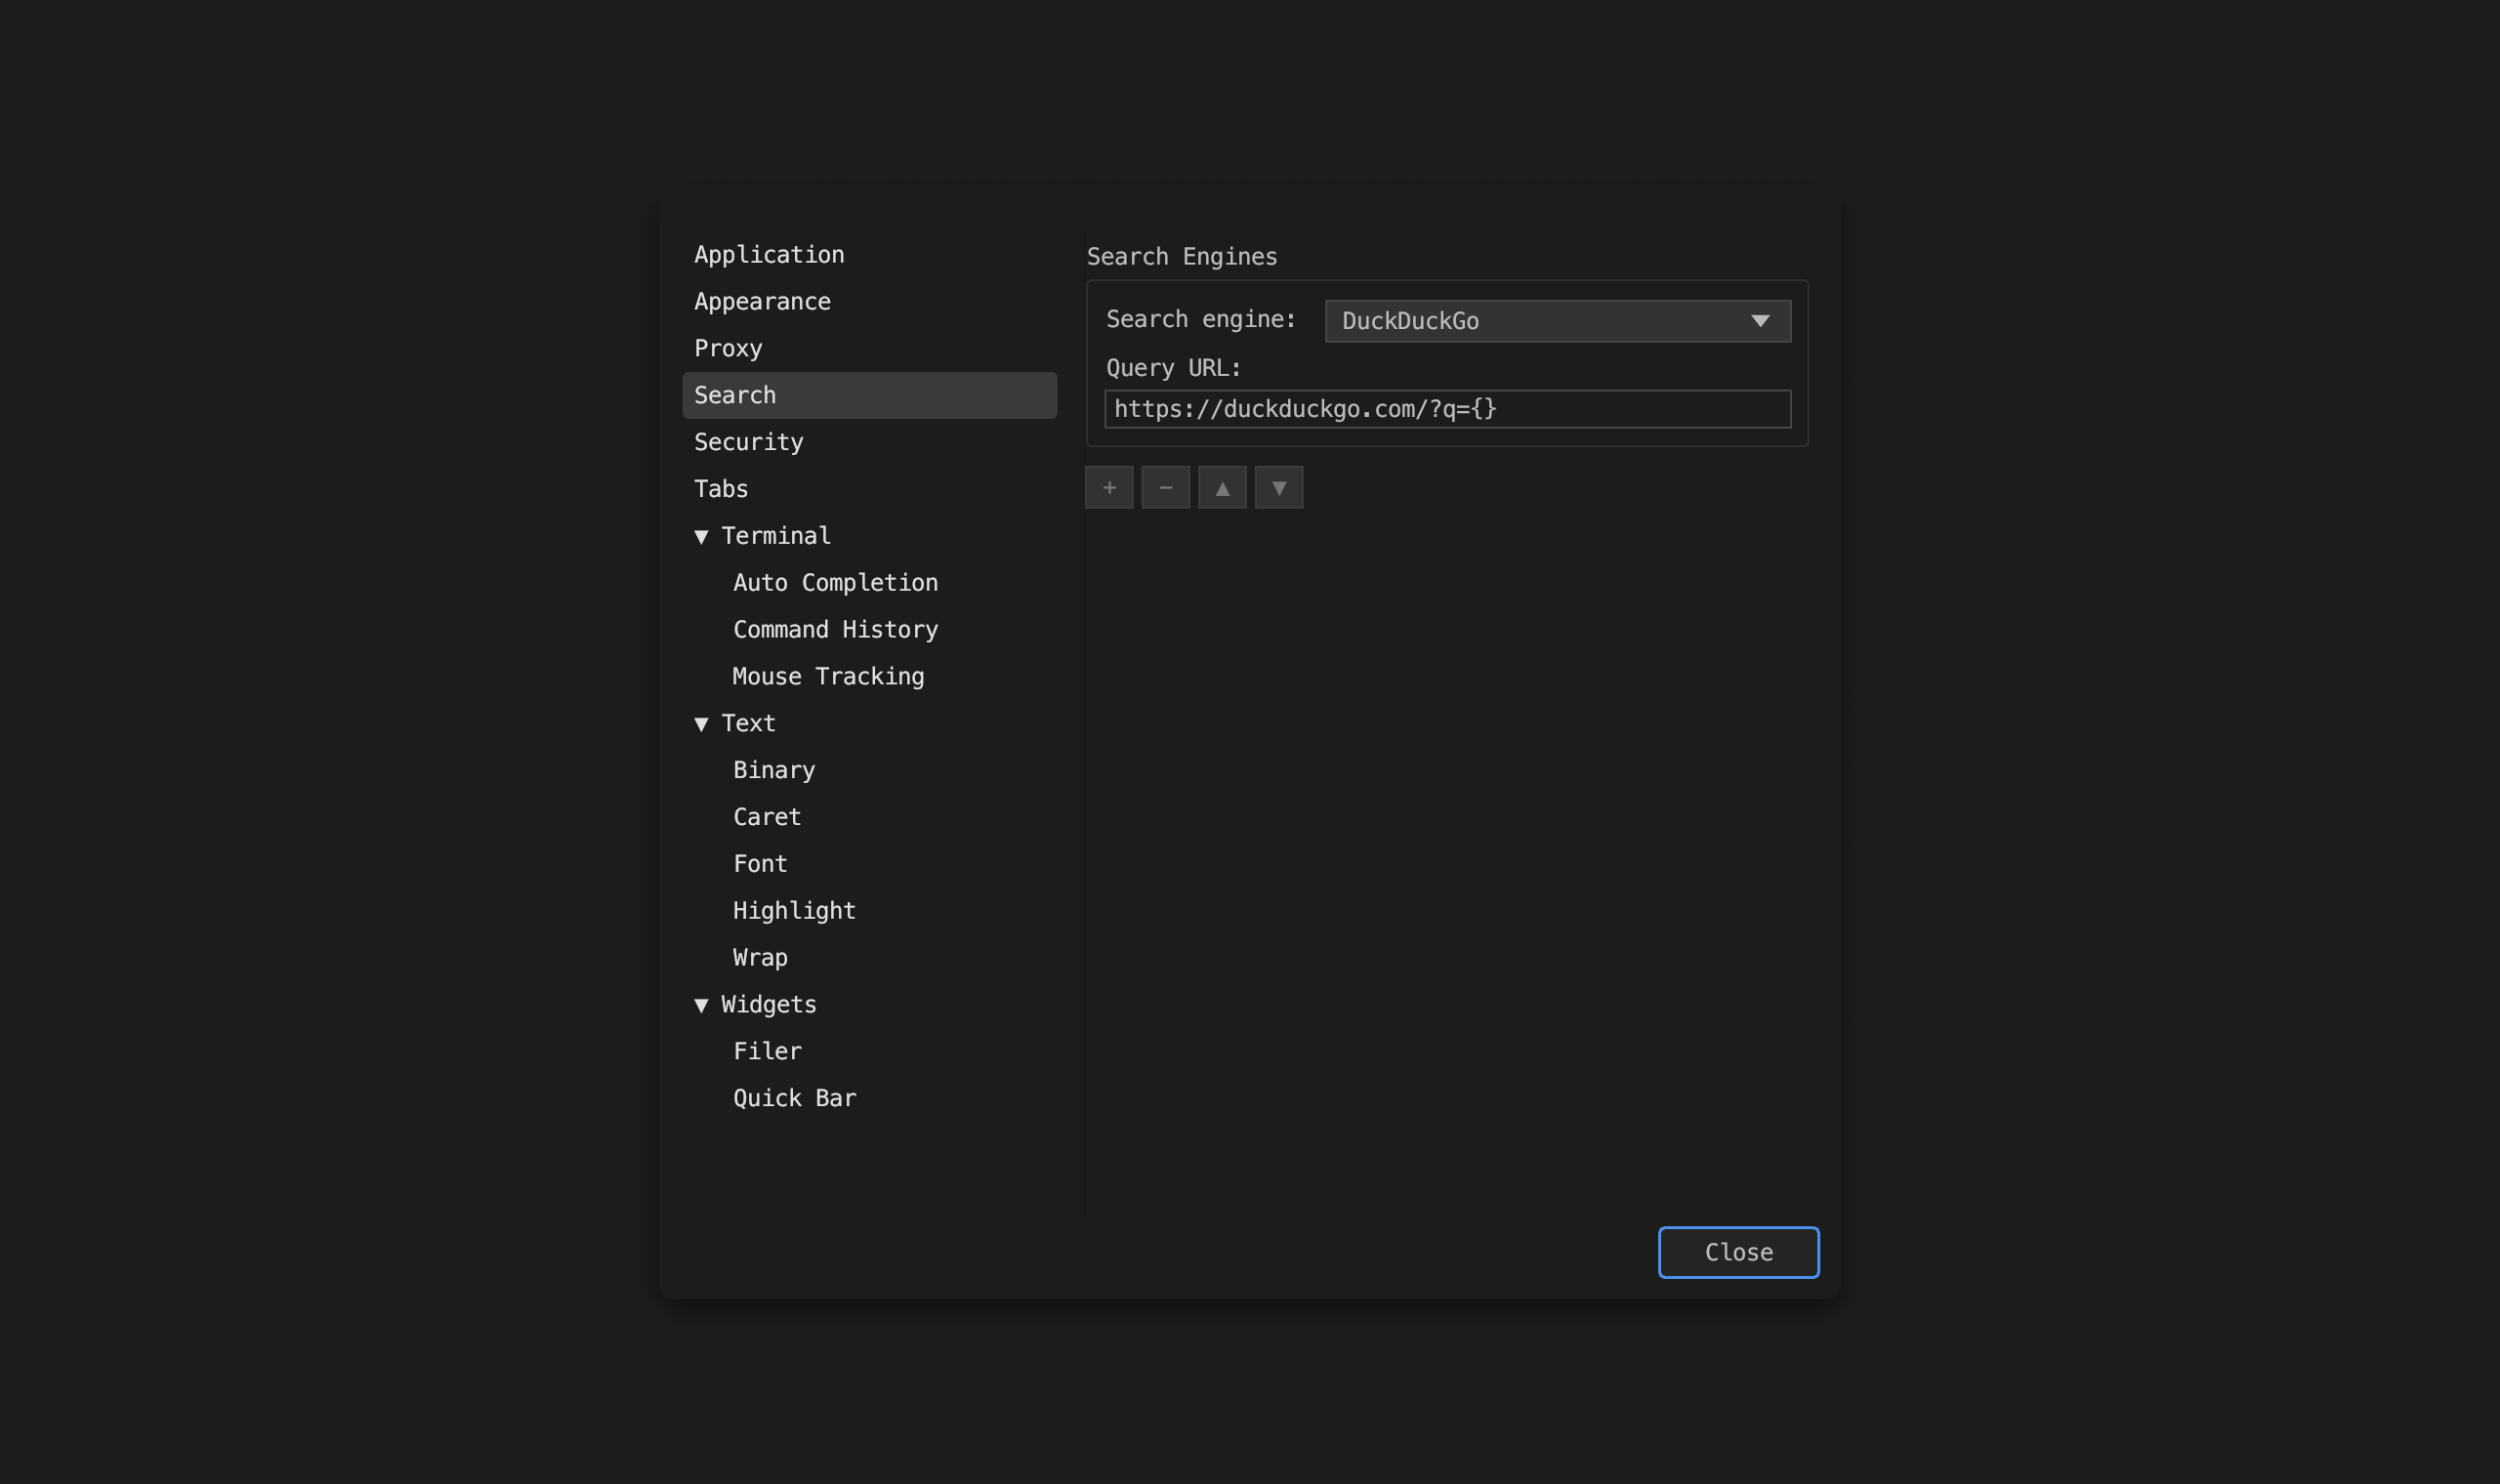 Application
Appearance
Proxy
Search
Security
Tabs
▼ Terminal
Auto Completion
Command History
Mouse Tracking
▼ Text
Binary
Caret
Font
Highlight
Wrap
▼ Widgets
Filer
Quick Bar
Search Engines
Search engine: DuckDuckGo
Query URL:
https://duckduckgo.com/?q={}
+ − ▲ ▼
Close